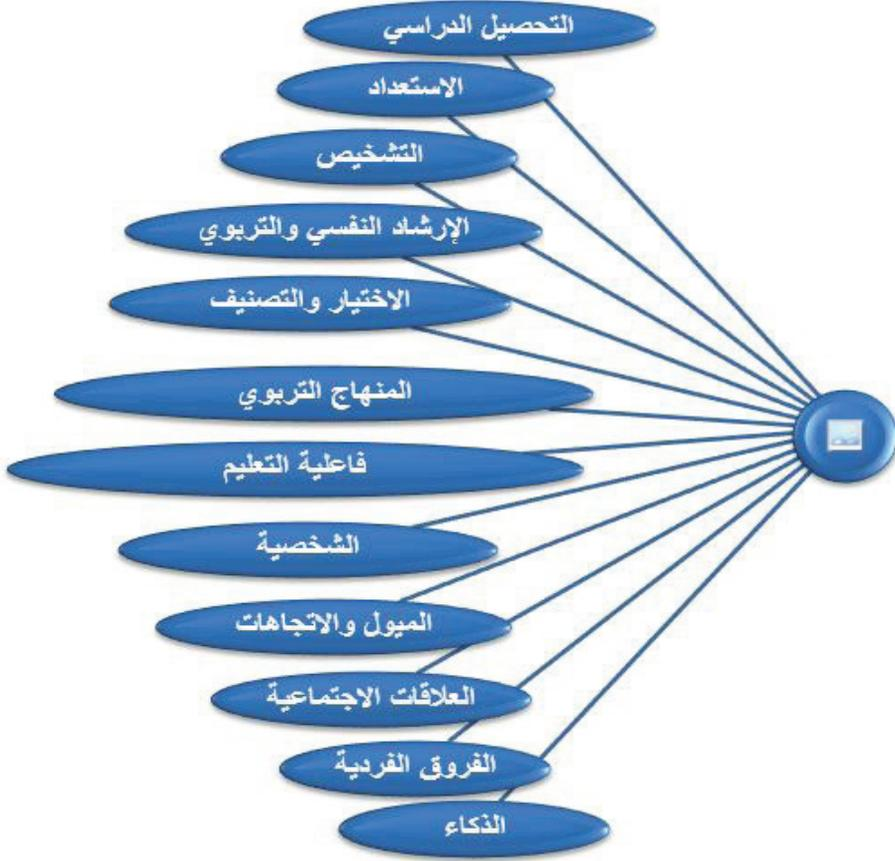 التحصيل الدراسي
الاستعداد
التشخيص
الإرشاد النفسي والتربوي
الاختيار والتصنيف
المنهاج التربوي
فاعلية التعليم
الشخصية
الميول والاتجاهات
العلاقات الاجتماعية
الفروق الفردية
الذكاء